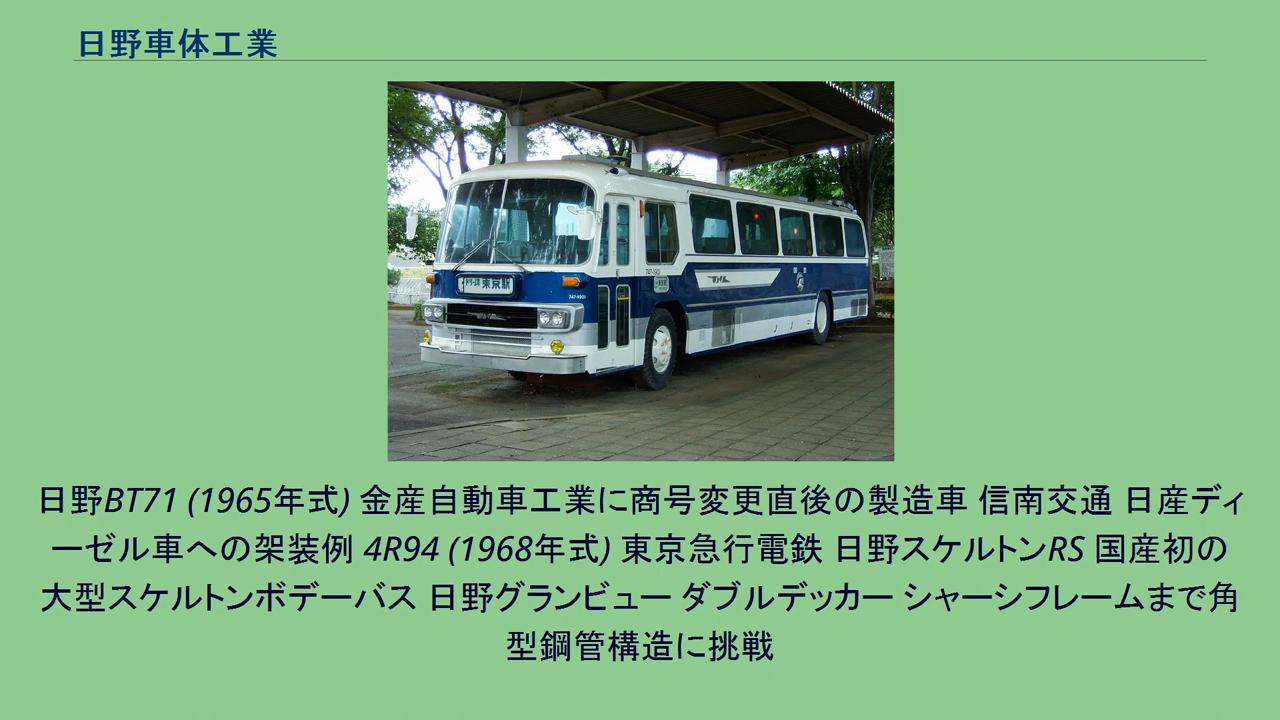 日野車体工業
東京駅
747-1901
747-1901
日野BT71 (1965年式) 金産自動車工業に商号変更直後の製造車 信南交通 日産ディ
ーゼル車への架装例 4R94 (1968年式) 東京急行電鉄 日野スケルトンRS 国産初の
大型スケルトンボデーバス 日野グランビュー ダブルデッカー シャーシフレームまで角
型鋼管構造に挑戦